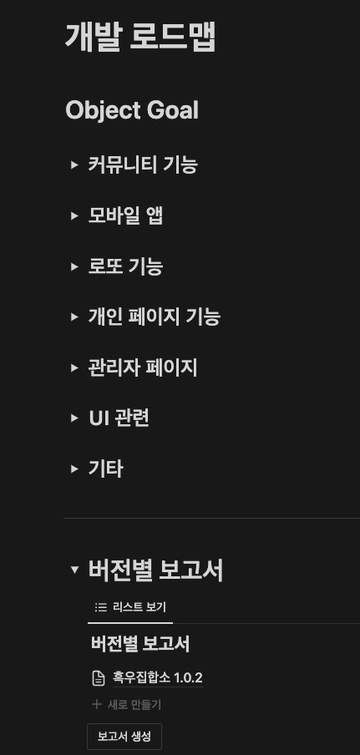 개발 로드맵
Object Goal
커뮤니티 기능
모바일 앱
로또 기능
개인 페이지 기능
관리자 페이지
UI 관련
기타
버전별 보고서
리스트 보기
버전별 보고서
흑우집합소 1.0.2
새로 만들기
보고서 생성